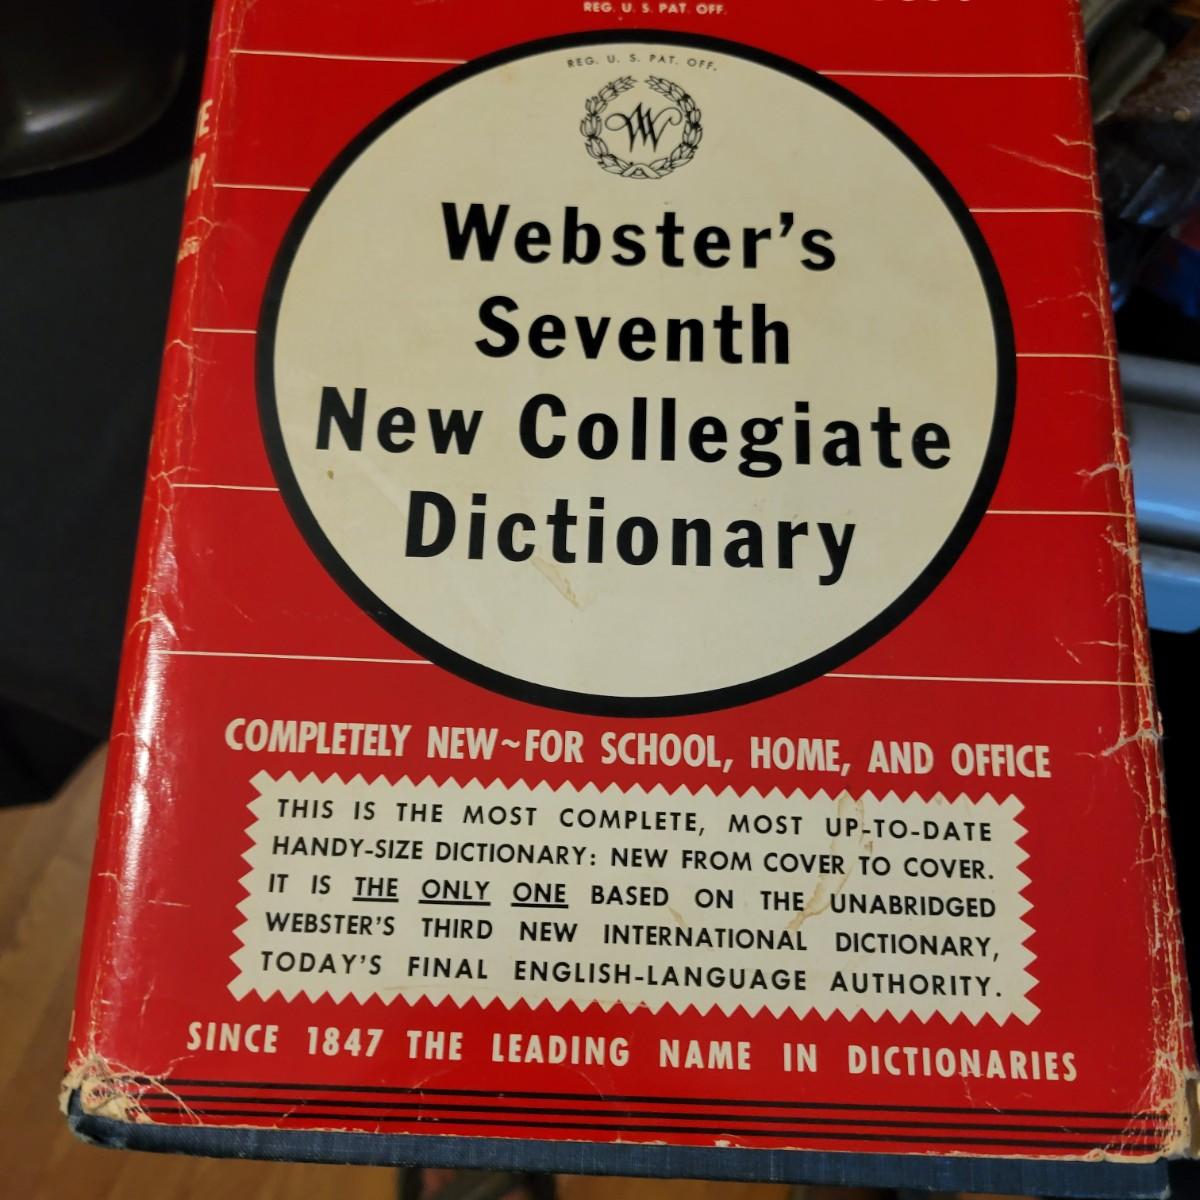 REG. U. S. PAT. OFF.
REG. U. S. PAT. OFF.
W
Webster's
Seventh
New Collegiate
Dictionary
COMPLETELY NEW~FOR SCHOOL, HOME, AND OFFICE
THIS IS THE MOST COMPLETE, MOST UP-TO-DATE
HANDY-SIZE DICTIONARY: NEW FROM COVER TO COVER.
IT IS THE ONLY ONE BASED ON THE UNABRIDGED
WEBSTER'S THIRD NEW INTERNATIONAL DICTIONARY,
TODAY'S FINAL ENGLISH-LANGUAGE AUTHORITY.
SINCE 1847 THE LEADING NAME IN DICTIONARIES